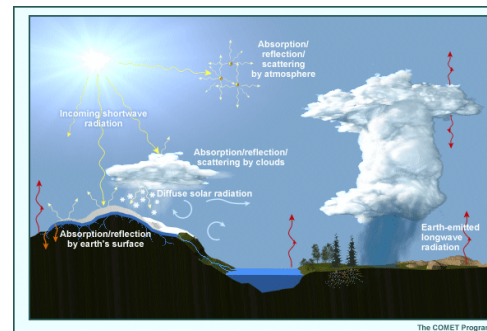 Absorption/
reflection/
scattering
by atmosphere
Incoming shortwave
radiation
Absorption/reflection/
scattering by clouds
Diffuse solar radiation
Absorption/reflection
by earth's surface
Earth-emitted
longwave
radiation
The COMET Program